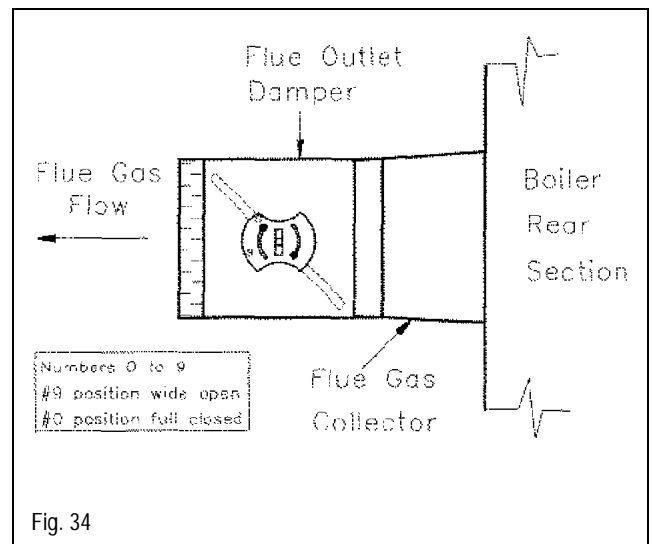 Flue Outlet
Damper
Flue Gas
Flow
Boiler
Rear
Section
Numbers 0 to 9
#9 position wide open
#0 position full closed
Flue Gas
Collector
Fig. 34